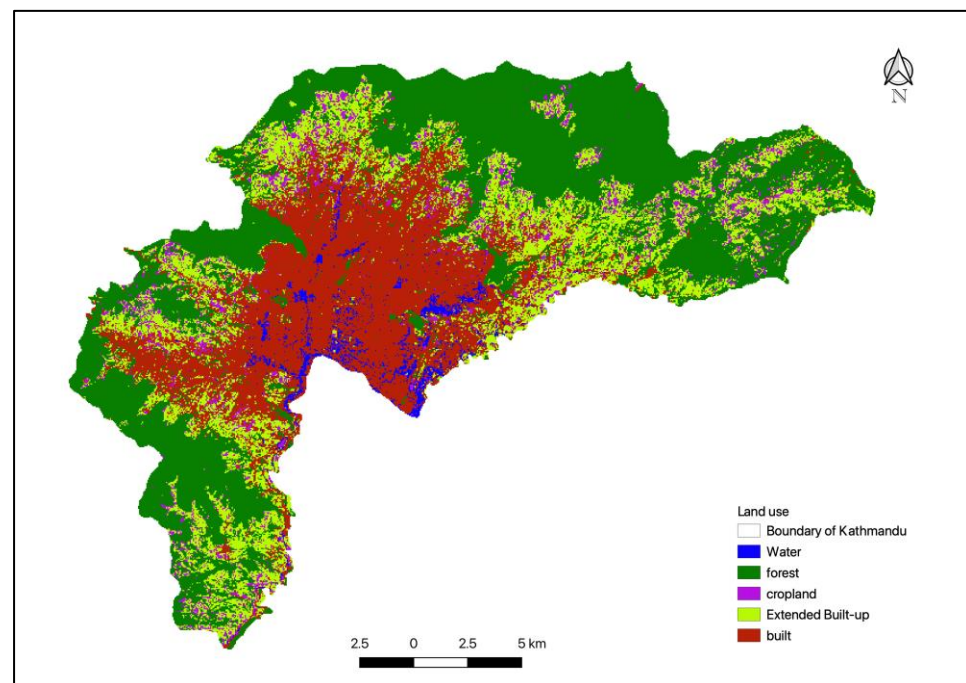 N
Land use
Boundary of Kathmandu
Water
forest
cropland
Extended Built-up
built
2.5 0 2.5 5 km